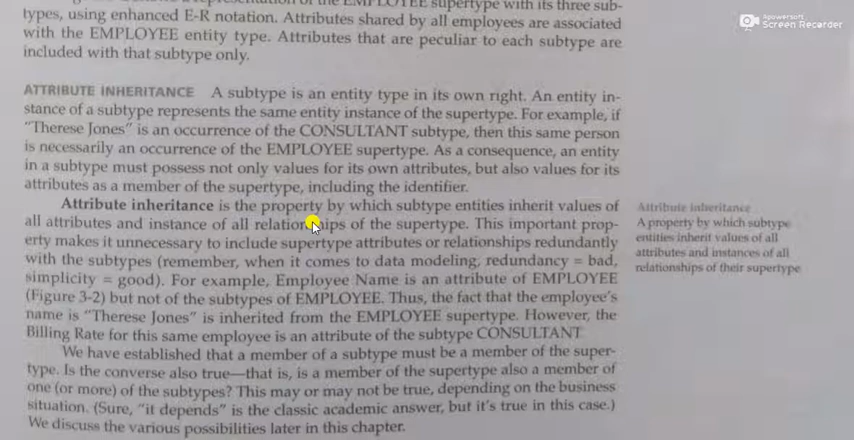 of the EMPLOYEE supertype with its three sub-
types, using enhanced E-R notation. Attributes shared by all employees are associated
with the EMPLOYEE entity type. Attributes that are peculiar to each subtype are
included with that subtype only.
ATTRIBUTE INHERITANCE A subtype is an entity type in its own right. An entity in-
stance of a subtype represents the same entity instance of the supertype. For example, if
"Therese Jones" is an occurrence of the CONSULTANT subtype, then this same person
is necessarily an occurrence of the EMPLOYEE supertype. As a consequence, an entity
in a subtype must possess not only values for its own attributes, but also values for its
attributes as a member of the supertype, including the identifier.
Attribute inheritance is the property by which subtype entities inherit values of
all attributes and instance of all relationships of the supertype. This important prop-
erty makes it unnecessary to include supertype attributes or relationships redundantly
with the subtypes (remember, when it comes to data modeling, redundancy = bad,
simplicity = good). For example, Employee Name is an attribute of EMPLOYEE
(Figure 3-2) but not of the subtypes of EMPLOYEE. Thus, the fact that the employee's
name is "Therese Jones" is inherited from the EMPLOYEE supertype. However, the
Billing Rate for this same employee is an attribute of the subtype CONSULTANT
We have established that a member of a subtype must be a member of the super-
type. Is the converse also true—that is, is a member of the supertype also a member of
one (or more) of the subtypes? This may or may not be true, depending on the business
situation. (Sure, "it depends" is the classic academic answer, but it's true in this case.)
We discuss the various possibilities later in this chapter.
Attribute inheritance
A property by which subtype
entities inherit values of all
attributes and instances of all
relationships of their supertype
Apowersoft
Screen Recorder